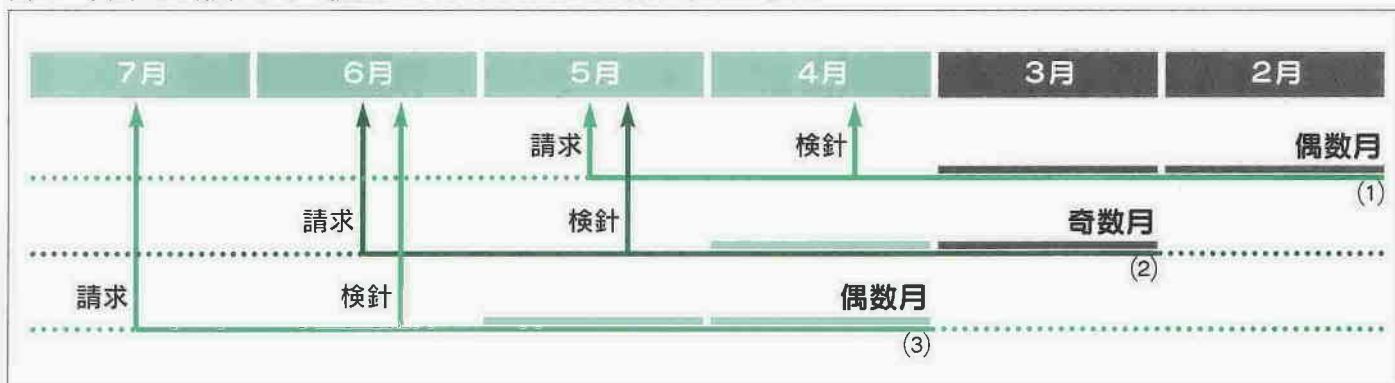 7月 6月 5月 4月 3月 2月
請求 検針 偶数月
(1)
請求 検針 奇数月
(2)
請求 検針 偶数月
(3)